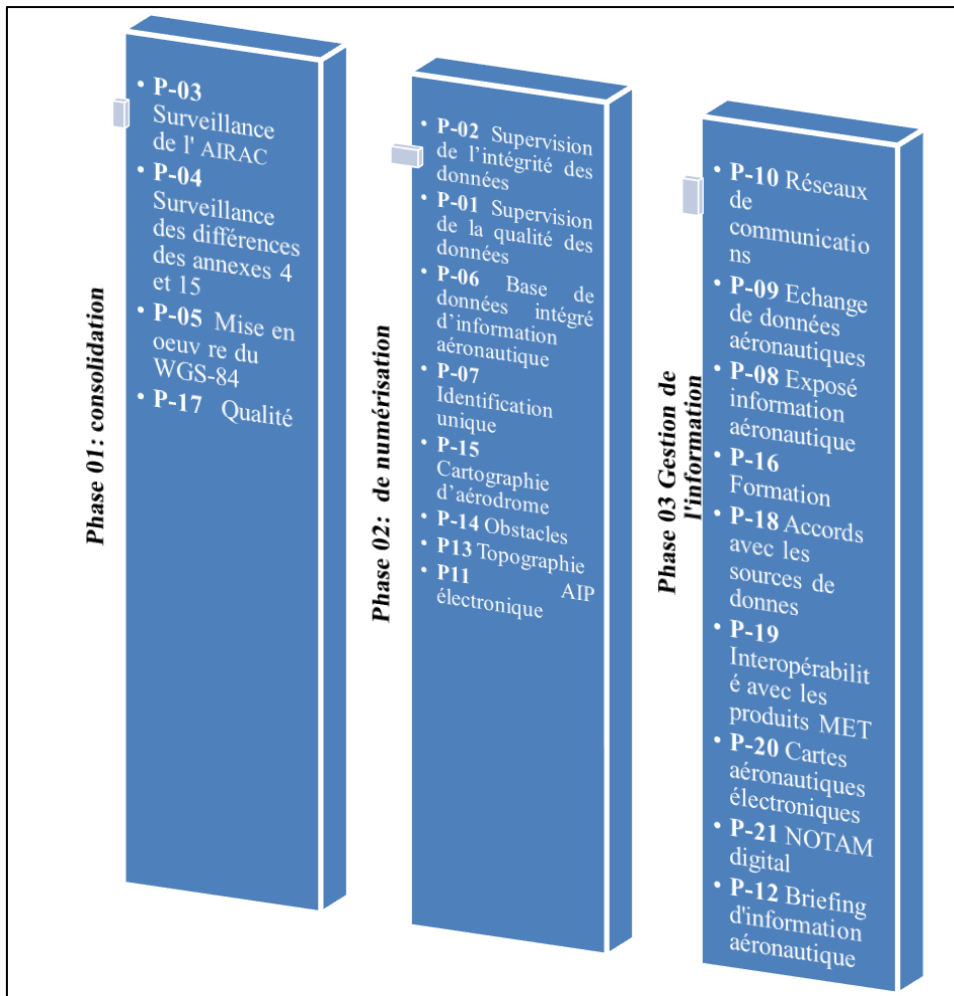 Phase 01: consolidation
• P-03
Surveillance
de l' AIRAC
• P-04
Surveillance
des différences
des annexes 4
et 15
• P-05 Mise en
oeuv re du
WGS-84
• P-17 Qualité
Phase 02: de numérisation
• P-02 Supervision
de l’intégrité des
données
• P-01 Supervision
de la qualité des
données
• P-06 Base de
données intégré
d’information
aéronautique
• P-07
Identification
unique
• P-15
Cartographie
d’aérodrome
• P-14 Obstacles
• P13 Topographie
• P11 AIP
électronique
Phase 03 Gestion de
l'information
• P-10 Réseaux
de
communicatio
ns
• P-09 Echange
de données
aéronautiques
• P-08 Exposé
information
aéronautique
• P-16
Formation
• P-18 Accords
avec les
sources de
donnes
• P-19
Interopérabilit
é avec les
produits MET
• P-20 Cartes
aéronautiques
électroniques
• P-21 NOTAM
digital
• P-12 Briefing
d'information
aéronautique